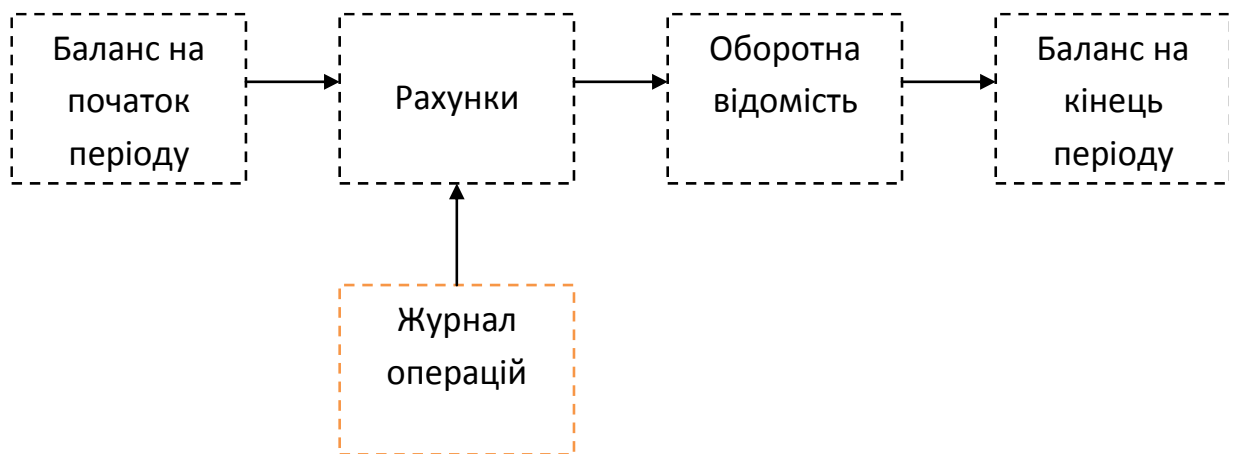 Баланс на
початок
періоду
Рахунки
Оборотна
відомість
Баланс на
кінець
періоду
Журнал
операцій